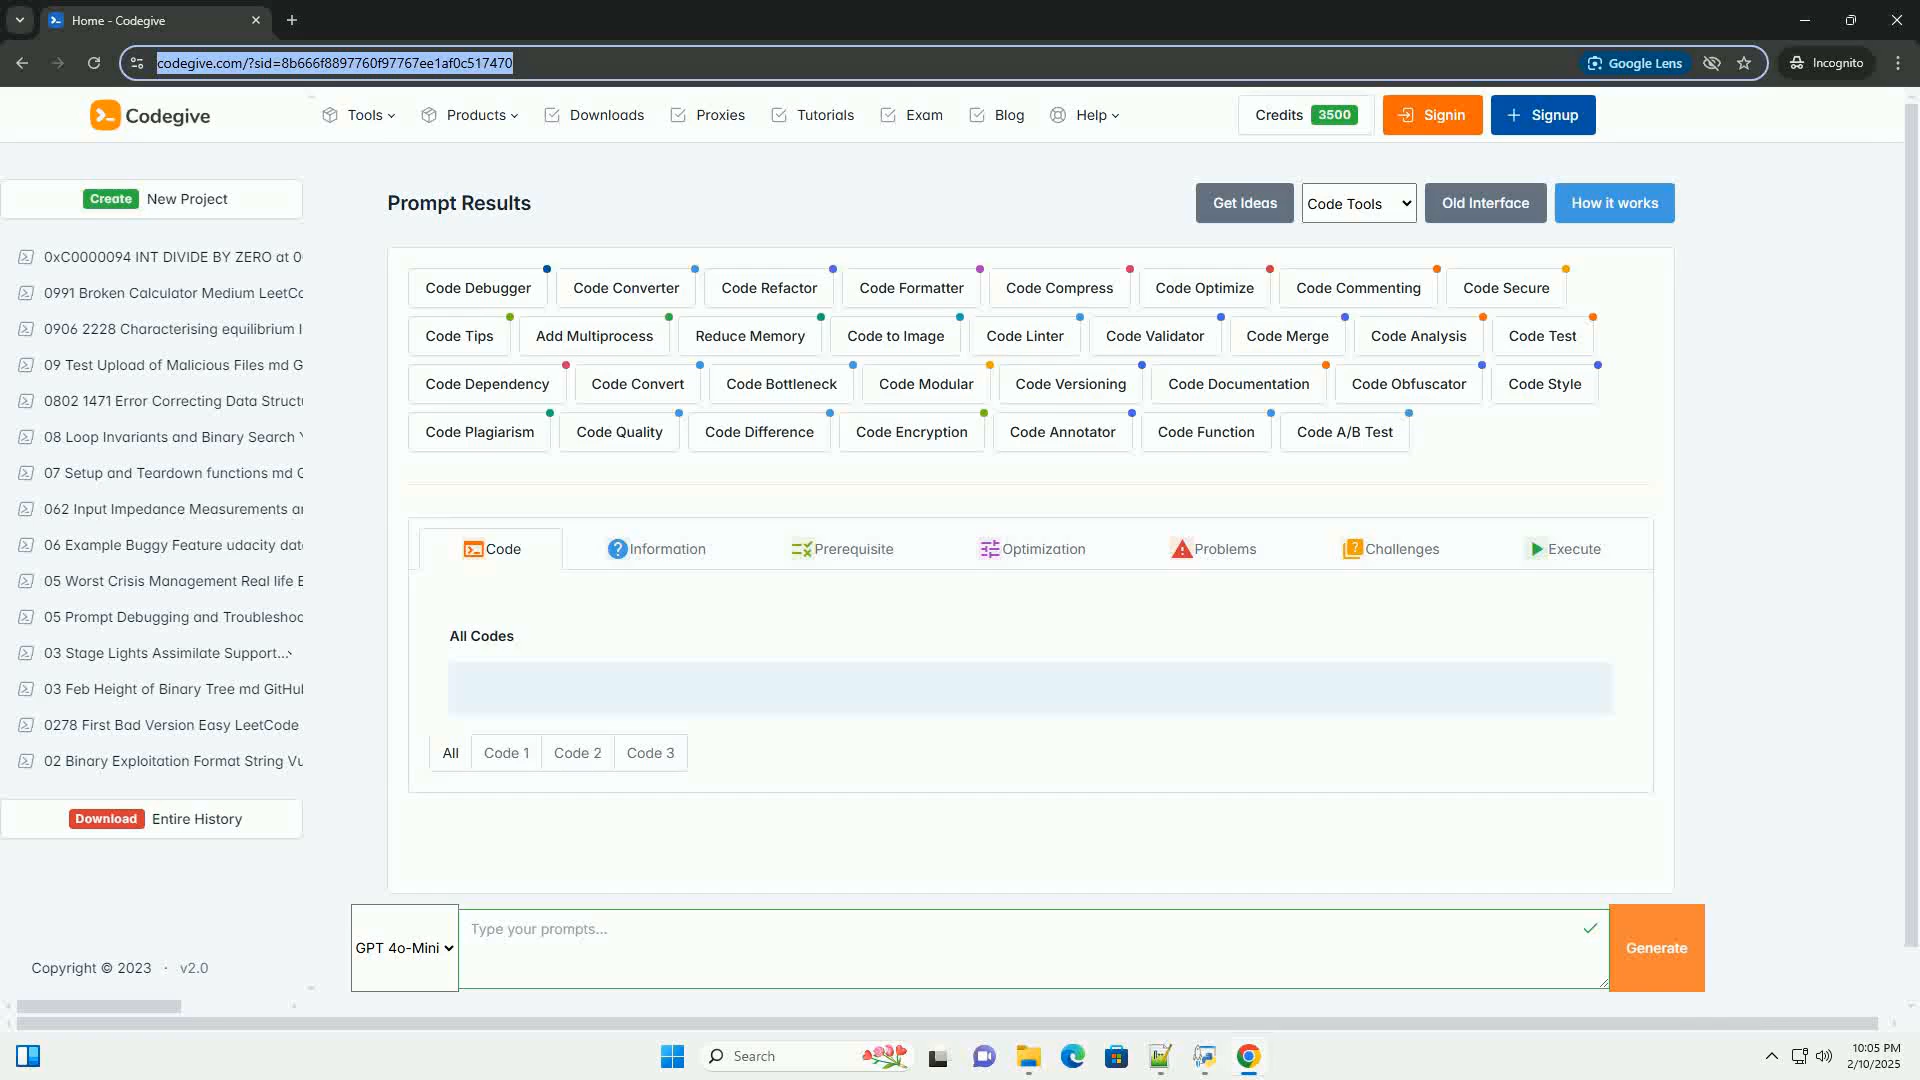 Home - Codegive
codegive.com/?sid=8b666f8897760f97767ee1af0c517470
Google Lens
Incognito
Codegive
Tools
Products
Downloads
Proxies
Tutorials
Exam
Blog
Help
Credits 3500
Signin
Signup
Create New Project
0xC0000094 INT DIVIDE BY ZERO at 0
0991 Broken Calculator Medium LeetCo
0906 2228 Characterising equilibrium
09 Test Upload of Malicious Files md G
0802 1471 Error Correcting Data Structu
08 Loop Invariants and Binary Search
07 Setup and Teardown functions md G
062 Input Impedance Measurements a
06 Example Buggy Feature udacity dat
05 Worst Crisis Management Real life E
05 Prompt Debugging and Troubleshoo
03 Stage Lights Assimilate Support...
03 Feb Height of Binary Tree md GitHu
0278 First Bad Version Easy LeetCode
02 Binary Exploitation Format String Vu
Download Entire History
Copyright © 2023 · v2.0
Prompt Results
Get Ideas
Code Tools
Old Interface
How it works
Code Debugger
Code Converter
Code Refactor
Code Formatter
Code Compress
Code Optimize
Code Commenting
Code Secure
Code Tips
Add Multiprocess
Reduce Memory
Code to Image
Code Linter
Code Validator
Code Merge
Code Analysis
Code Test
Code Dependency
Code Convert
Code Bottleneck
Code Modular
Code Versioning
Code Documentation
Code Obfuscator
Code Style
Code Plagiarism
Code Quality
Code Difference
Code Encryption
Code Annotator
Code Function
Code A/B Test
Code
Information
Prerequisite
Optimization
Problems
Challenges
Execute
All Codes
All
Code 1
Code 2
Code 3
GPT 4o-Mini
Type your prompts...
Generate
Search
10:05 PM
2/10/2025